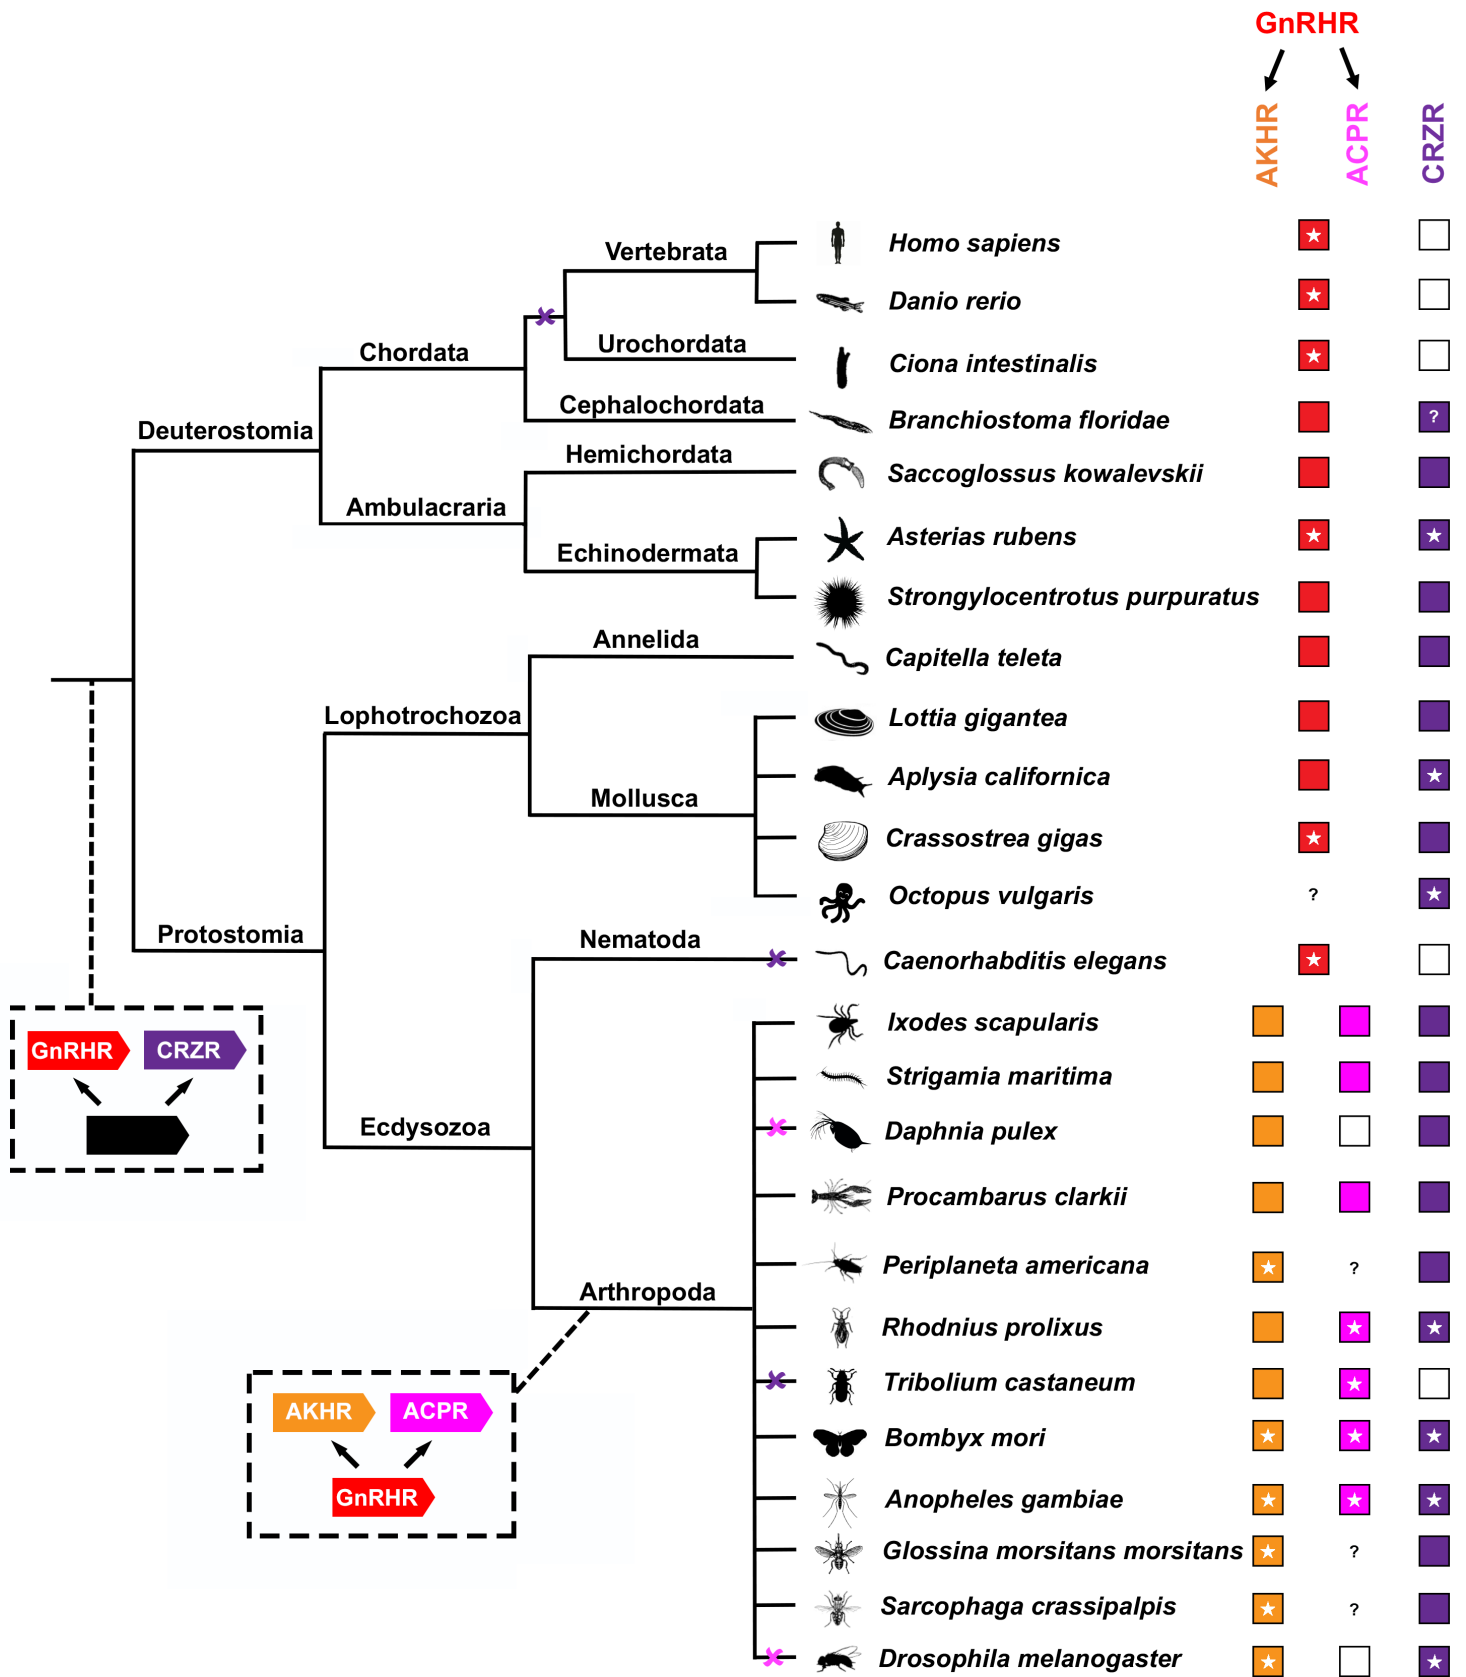 GnRHR
AKHR
ACPR
CRZR
Vertebrata
Homo sapiens
Danio rerio
Chordata
Urochordata
Ciona intestinalis
Cephalochordata
Branchiostoma floridae
?
Deuterostomia
Hemichordata
Saccoglossus kowalevskii
Ambulacraria
Asterias rubens
Echinodermata
Strongylocentrotus purpuratus
Annelida
Capitella teleta
Lophotrochozoa
Lottia gigantea
Aplysia californica
Mollusca
Crassostrea gigas
Octopus vulgaris
?
Protostomia
Nematoda
Caenorhabditis elegans
Ixodes scapularis
GnRHR
CRZR
Strigamia maritima
Ecdysozoa
Daphnia pulex
Procambarus clarkii
Periplaneta americana
?
Arthropoda
Rhodnius prolixus
Tribolium castaneum
AKHR
ACPR
Bombyx mori
GnRHR
Anopheles gambiae
Glossina morsitans morsitans
?
Sarcophaga crassipalpis
?
Drosophila melanogaster